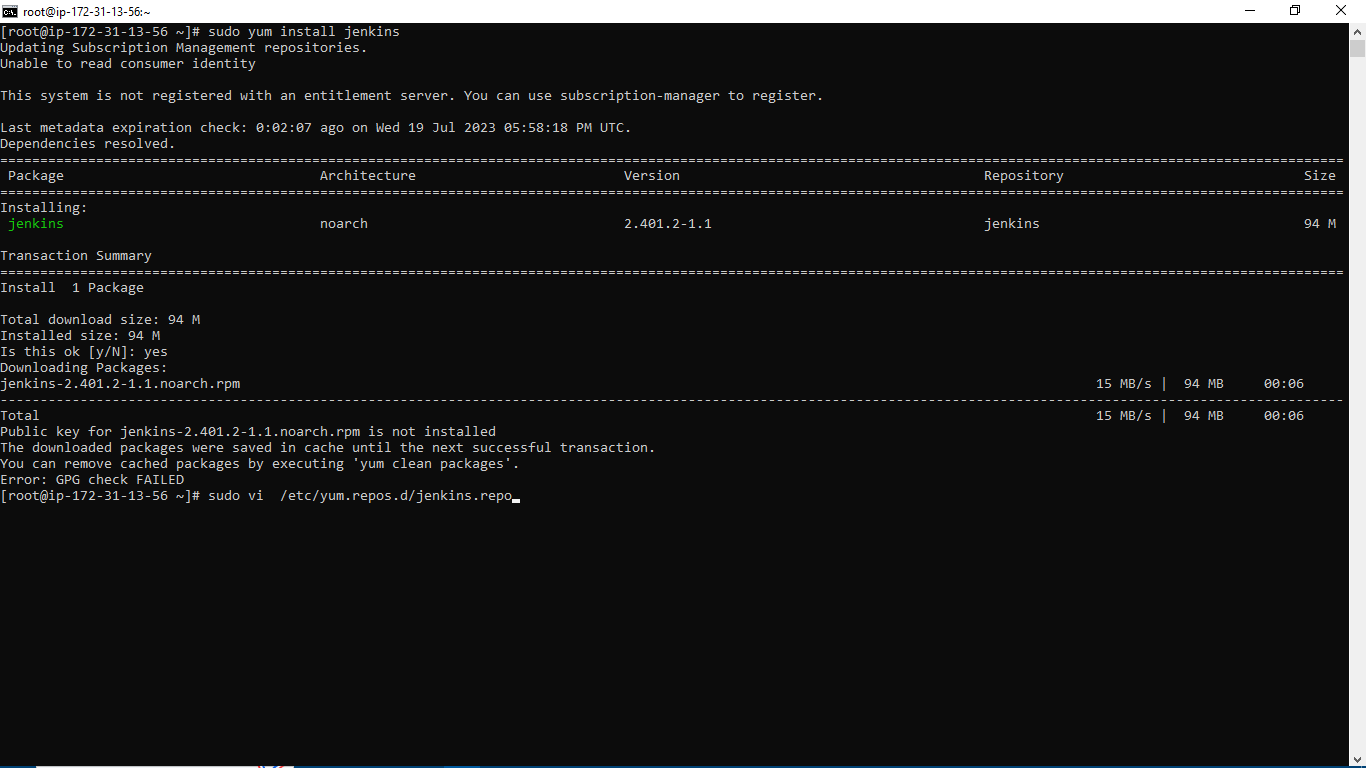 root@ip-172-31-13-56:~
[root@ip-172-31-13-56 ~]# sudo yum install jenkins
Updating Subscription Management repositories.
Unable to read consumer identity
This system is not registered with an entitlement server. You can use subscription-manager to register.
Last metadata expiration check: 0:02:07 ago on Wed 19 Jul 2023 05:58:18 PM UTC.
Dependencies resolved.
================================================================================
Package Architecture Version Repository Size
================================================================================
Installing:
jenkins noarch 2.401.2-1.1 jenkins 94 M
Transaction Summary
================================================================================
Install 1 Package
Total download size: 94 M
Installed size: 94 M
Is this ok [y/N]: yes
Downloading Packages:
jenkins-2.401.2-1.1.noarch.rpm 15 MB/s | 94 MB 00:06
--------------------------------------------------------------------------------
Total 15 MB/s | 94 MB 00:06
Public key for jenkins-2.401.2-1.1.noarch.rpm is not installed
The downloaded packages were saved in cache until the next successful transaction.
You can remove cached packages by executing 'yum clean packages'.
Error: GPG check FAILED
[root@ip-172-31-13-56 ~]# sudo vi  /etc/yum.repos.d/jenkins.repo